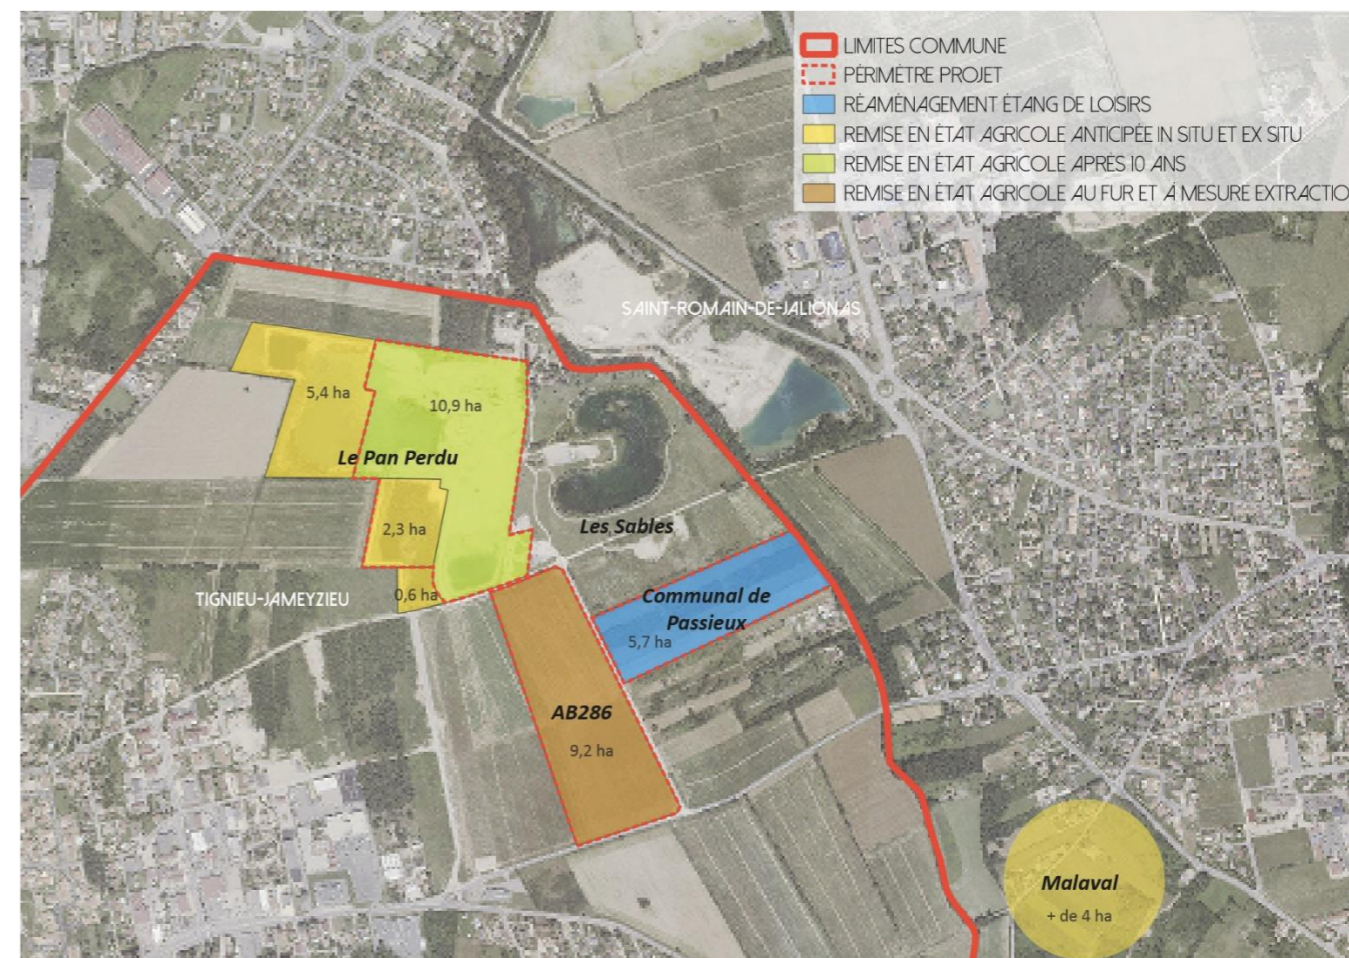 LIMITES COMMUNE
PÉRIMÈTRE PROJET
RÉAMÉNAGEMENT ÉTANG DE LOISIRS
REMISE EN ÉTAT AGRICOLE ANTICIPÉE IN SITU ET EX SITU
REMISE EN ÉTAT AGRICOLE APRÈS 10 ANS
REMISE EN ÉTAT AGRICOLE AU FUR ET À MESURE EXTRACTIO
SAINT-ROMAIN-DE-JALIONAS
5,4 ha
10,9 ha
Le Pan Perdu
2,3 ha
Les Sables
0,6 ha
TIGNIEU-JAMEYZIEU
Communal de
Passieux
5,7 ha
AB286
9,2 ha
Malaval
+ de 4 ha